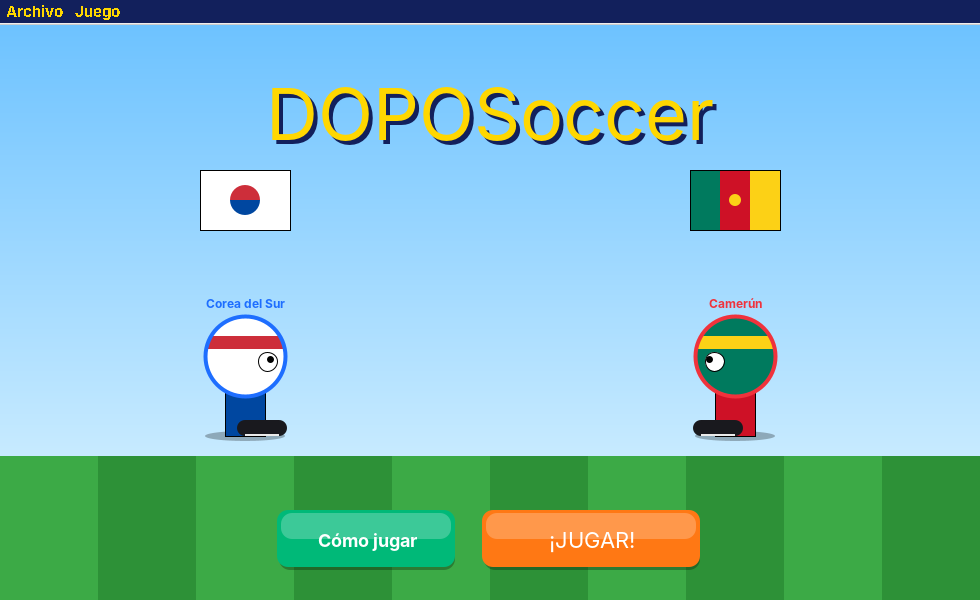 Archivo Juego
DOPOSoccer
Corea del Sur
Camerún
Cómo jugar
¡JUGAR!